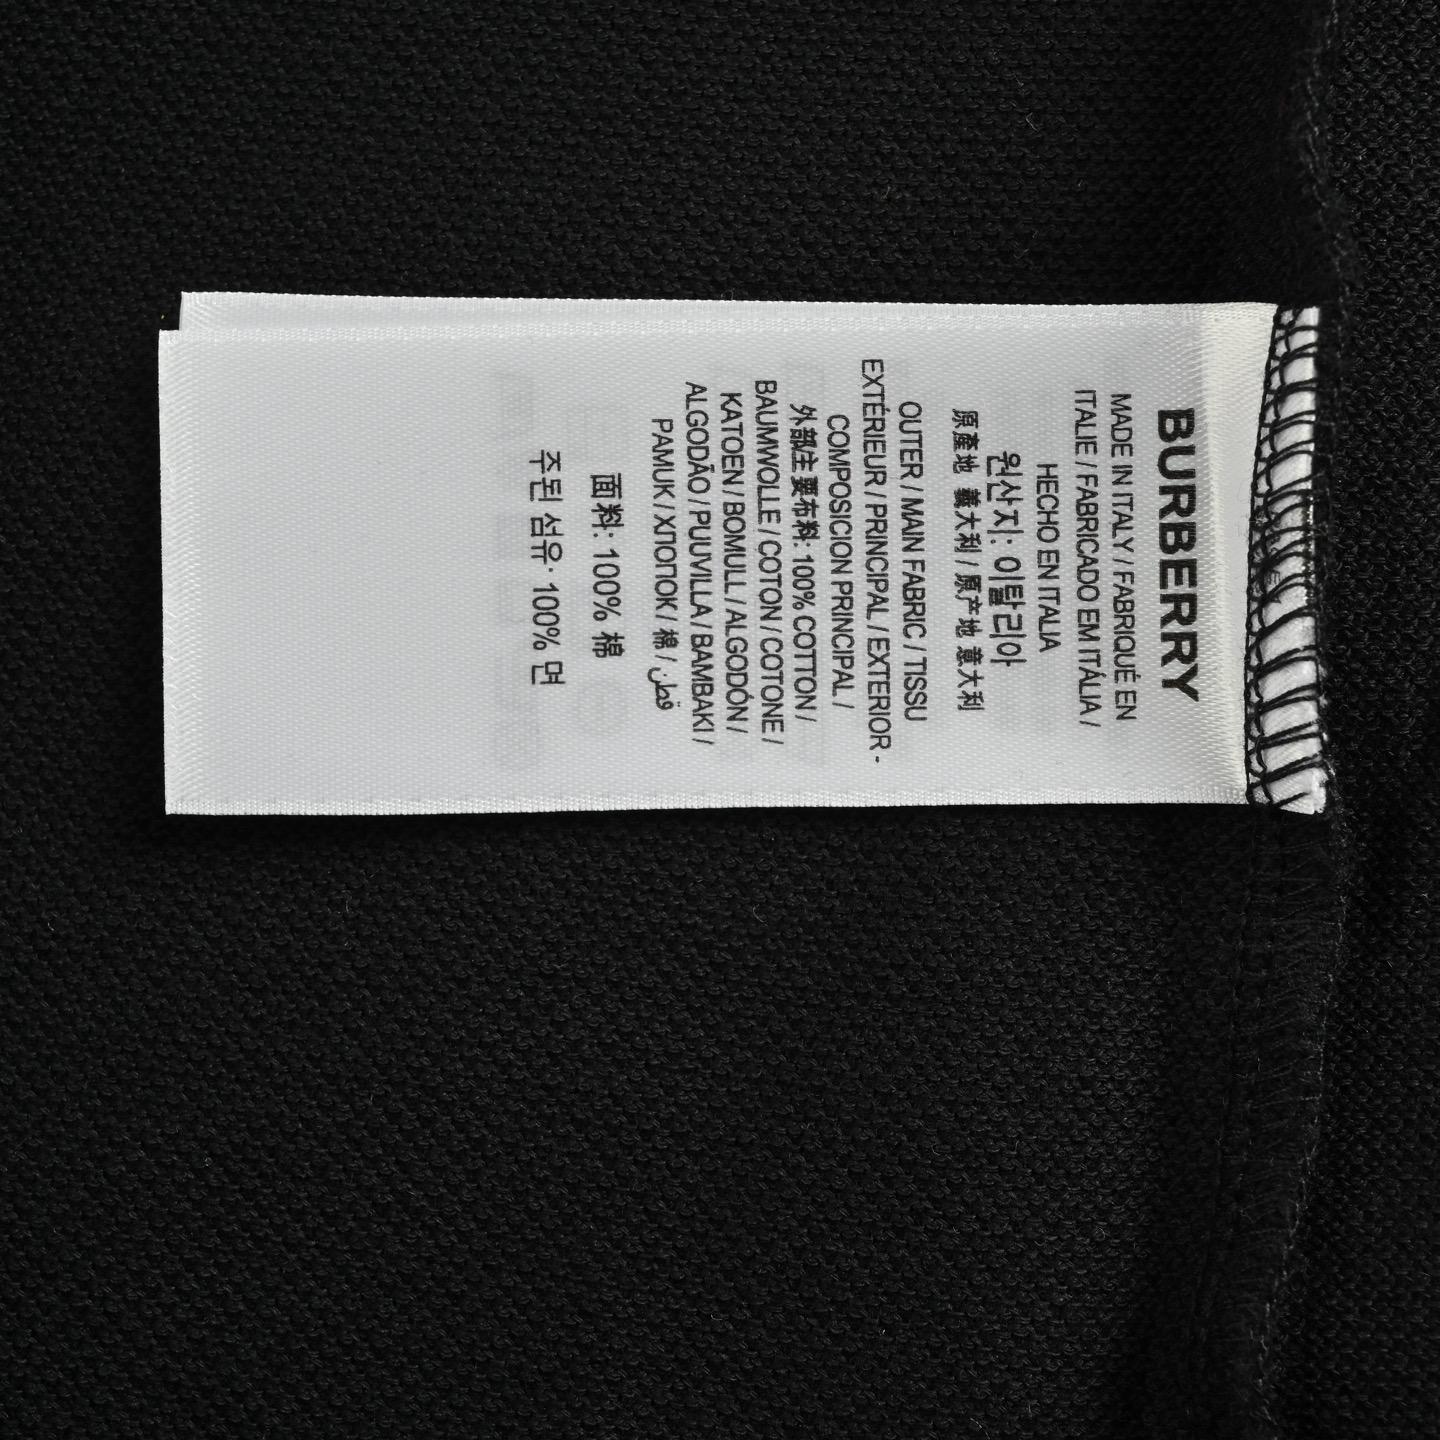 BURBERRY
MADE IN ITALY / FABRIQUÉ EN
ITALIE / FABRICADO EM ITÁLIA /
HECHO EN ITALIA
원산지: 이탈리아
原產地 義大利 / 原产地 意大利
OUTER / MAIN FABRIC / TISSU
EXTÉRIEUR / PRINCIPAL / EXTERIOR -
COMPOSICION PRINCIPAL /
外部主要布料: 100% COTTON /
BAUMWOLLE / COTON / COTONE /
KATOEN / BOMULL / ALGODÓN /
ALGODÃO / PUUVILLA / BAMBAKI /
PAMUK / ХЛОПОК / 棉 / قطن
面料: 100% 棉
주된 섬유: 100% 면